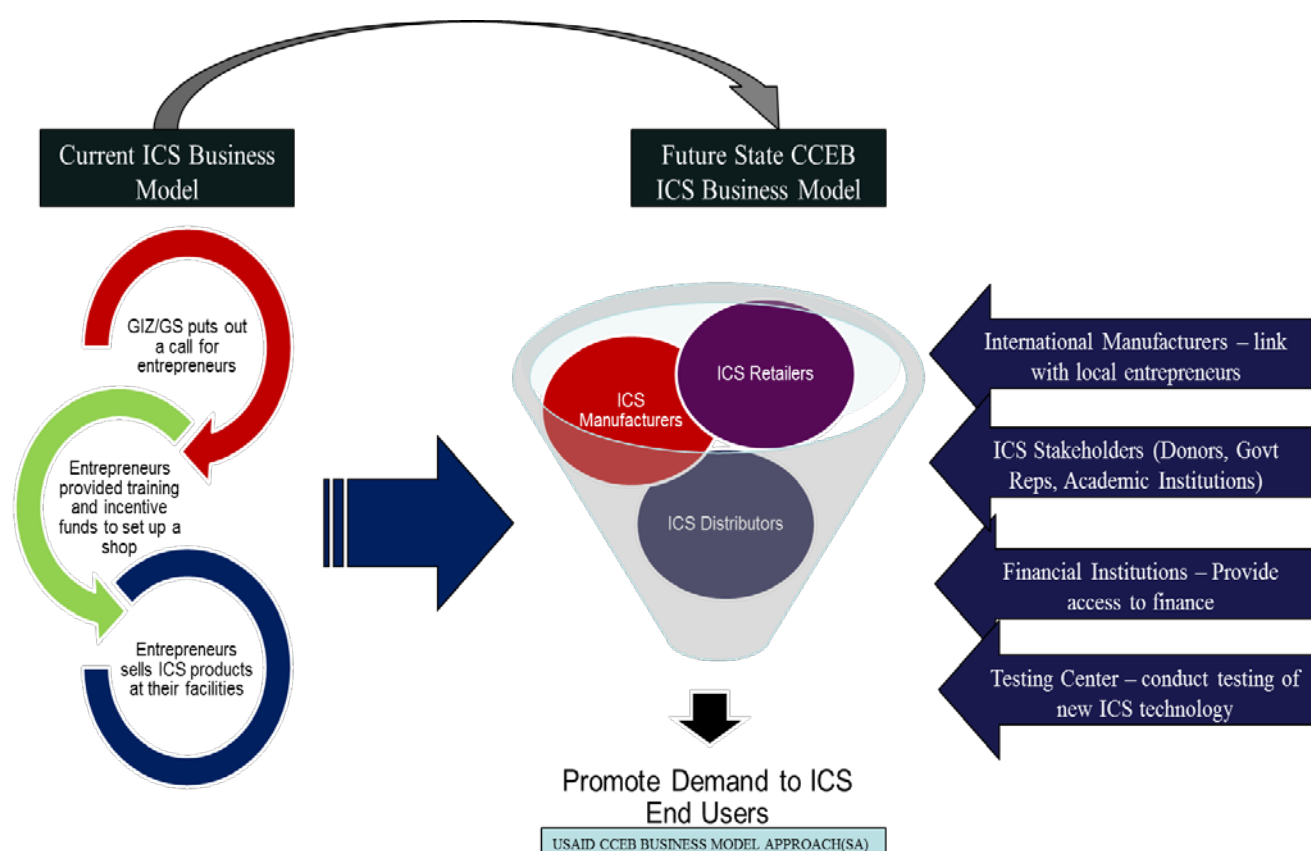 Current ICS Business
Model
Future State CCEB
ICS Business Model
GIZ/GS puts out
a call for
entrepreneurs
Entrepreneurs
provided training
and incentive
funds to set up a
shop
Entrepreneurs
sells ICS products
at their facilities
ICS Retailers
ICS
Manufacturers
ICS Distributors
International Manufacturers – link
with local entrepreneurs
ICS Stakeholders (Donors, Govt
Reps, Academic Institutions)
Financial Institutions – Provide
access to finance
Testing Center – conduct testing of
new ICS technology
Promote Demand to ICS
End Users
USAID CCEB BUSINESS MODEL APPROACH(SA)